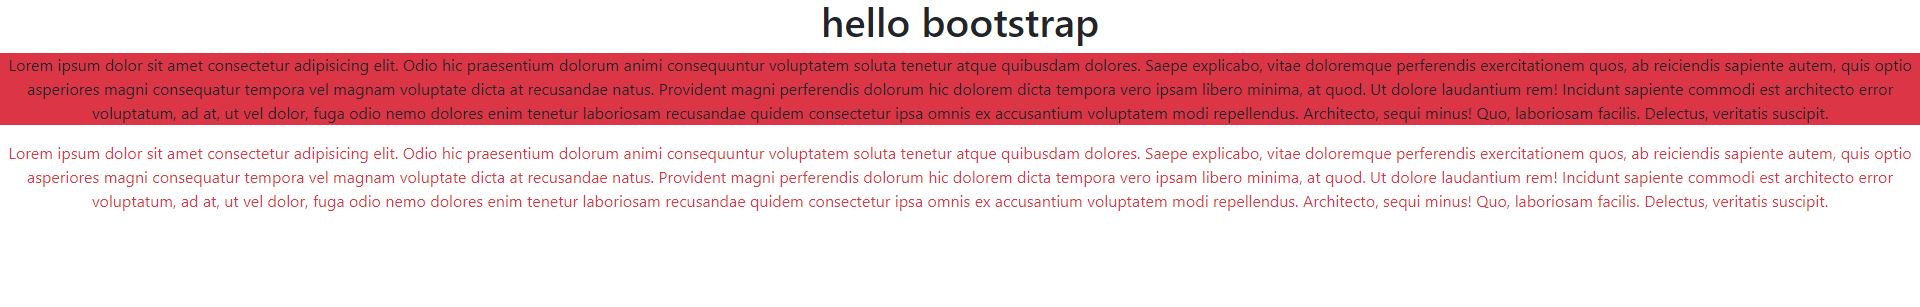 hello bootstrap
Lorem ipsum dolor sit amet consectetur adipisicing elit. Odio hic praesentium dolorum animi consequuntur voluptatem soluta tenetur atque quibusdam dolores. Saepe explicabo, vitae doloremque perferendis exercitationem quos, ab reiciendis sapiente autem, quis optio
asperiores magni consequatur tempora vel magnam voluptate dicta at recusandae natus. Provident magni perferendis dolorum hic dolorem dicta tempora vero ipsam libero minima, at quod. Ut dolore laudantium rem! Incidunt sapiente commodi est architecto error
voluptatum, ad at, ut vel dolor, fuga odio nemo dolores enim tenetur laboriosam recusandae quidem consectetur ipsa omnis ex accusantium voluptatem modi repellendus. Architecto, sequi minus! Quo, laboriosam facilis. Delectus, veritatis suscipit.
Lorem ipsum dolor sit amet consectetur adipisicing elit. Odio hic praesentium dolorum animi consequuntur voluptatem soluta tenetur atque quibusdam dolores. Saepe explicabo, vitae doloremque perferendis exercitationem quos, ab reiciendis sapiente autem, quis optio
asperiores magni consequatur tempora vel magnam voluptate dicta at recusandae natus. Provident magni perferendis dolorum hic dolorem dicta tempora vero ipsam libero minima, at quod. Ut dolore laudantium rem! Incidunt sapiente commodi est architecto error
voluptatum, ad at, ut vel dolor, fuga odio nemo dolores enim tenetur laboriosam recusandae quidem consectetur ipsa omnis ex accusantium voluptatem modi repellendus. Architecto, sequi minus! Quo, laboriosam facilis. Delectus, veritatis suscipit.